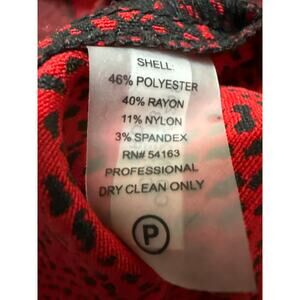 SHELL:
46% POLYESTER
40% RAYON
11% NYLON
3% SPANDEX
RN# 54163
PROFESSIONAL
DRY CLEAN ONLY
P